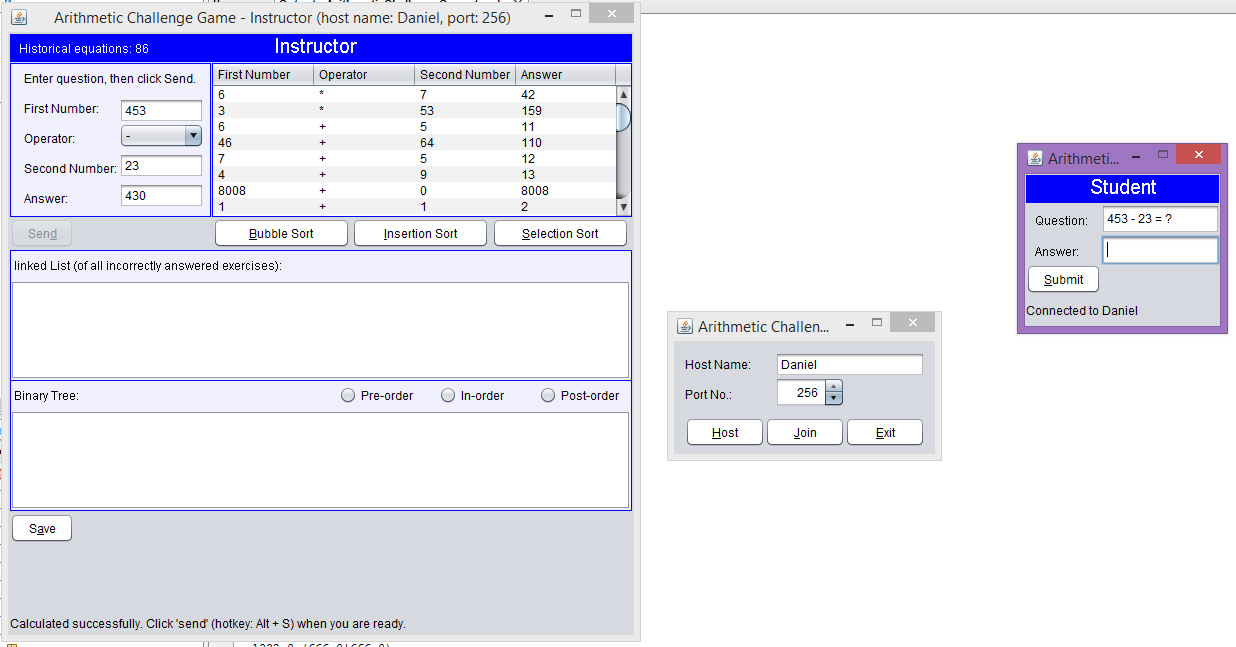 Arithmetic Challenge Game - Instructor (host name: Daniel, port: 256)
Historical equations: 86
Instructor
Enter question, then click Send.
First Number: 453
Operator: -
Second Number: 23
Answer: 430
First Number Operator Second Number Answer
6 * 7 42
3 * 53 159
6 + 5 11
46 + 64 110
7 + 5 12
4 + 9 13
8008 + 0 8008
1 + 1 2
Send
Bubble Sort Insertion Sort Selection Sort
linked List (of all incorrectly answered exercises):
Binary Tree: Pre-order In-order Post-order
Save
Calculated successfully. Click 'send' (hotkey: Alt + S) when you are ready.
Arithmetic Challen...
Host Name: Daniel
Port No.: 256
Host Join Exit
Arithmeti...
Student
Question: 453 - 23 = ?
Answer:
Submit
Connected to Daniel